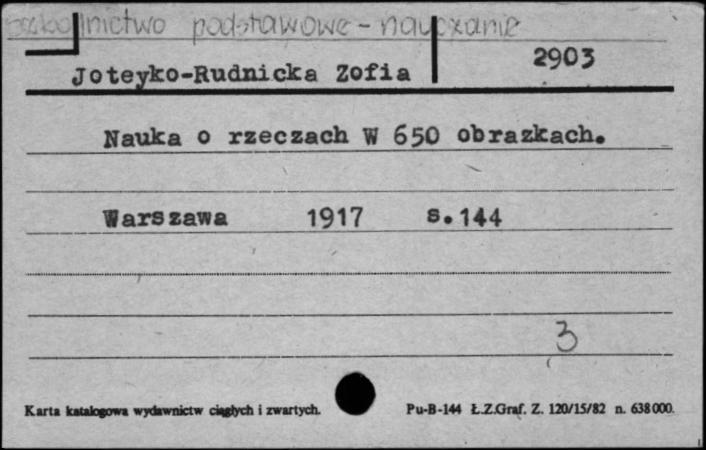 szkolnictwo podstawowe - nauczanie
Joteyko-Rudnicka Zofia
2903
Nauka o rzeczach W 650 obrazkach.
Warszawa 1917 s.144
3
Karta katalogowa wydawnictw ciągłych i zwartych.
Pu-B-144 Ł.Z.Graf. Z. 120/15/82 n. 638000.